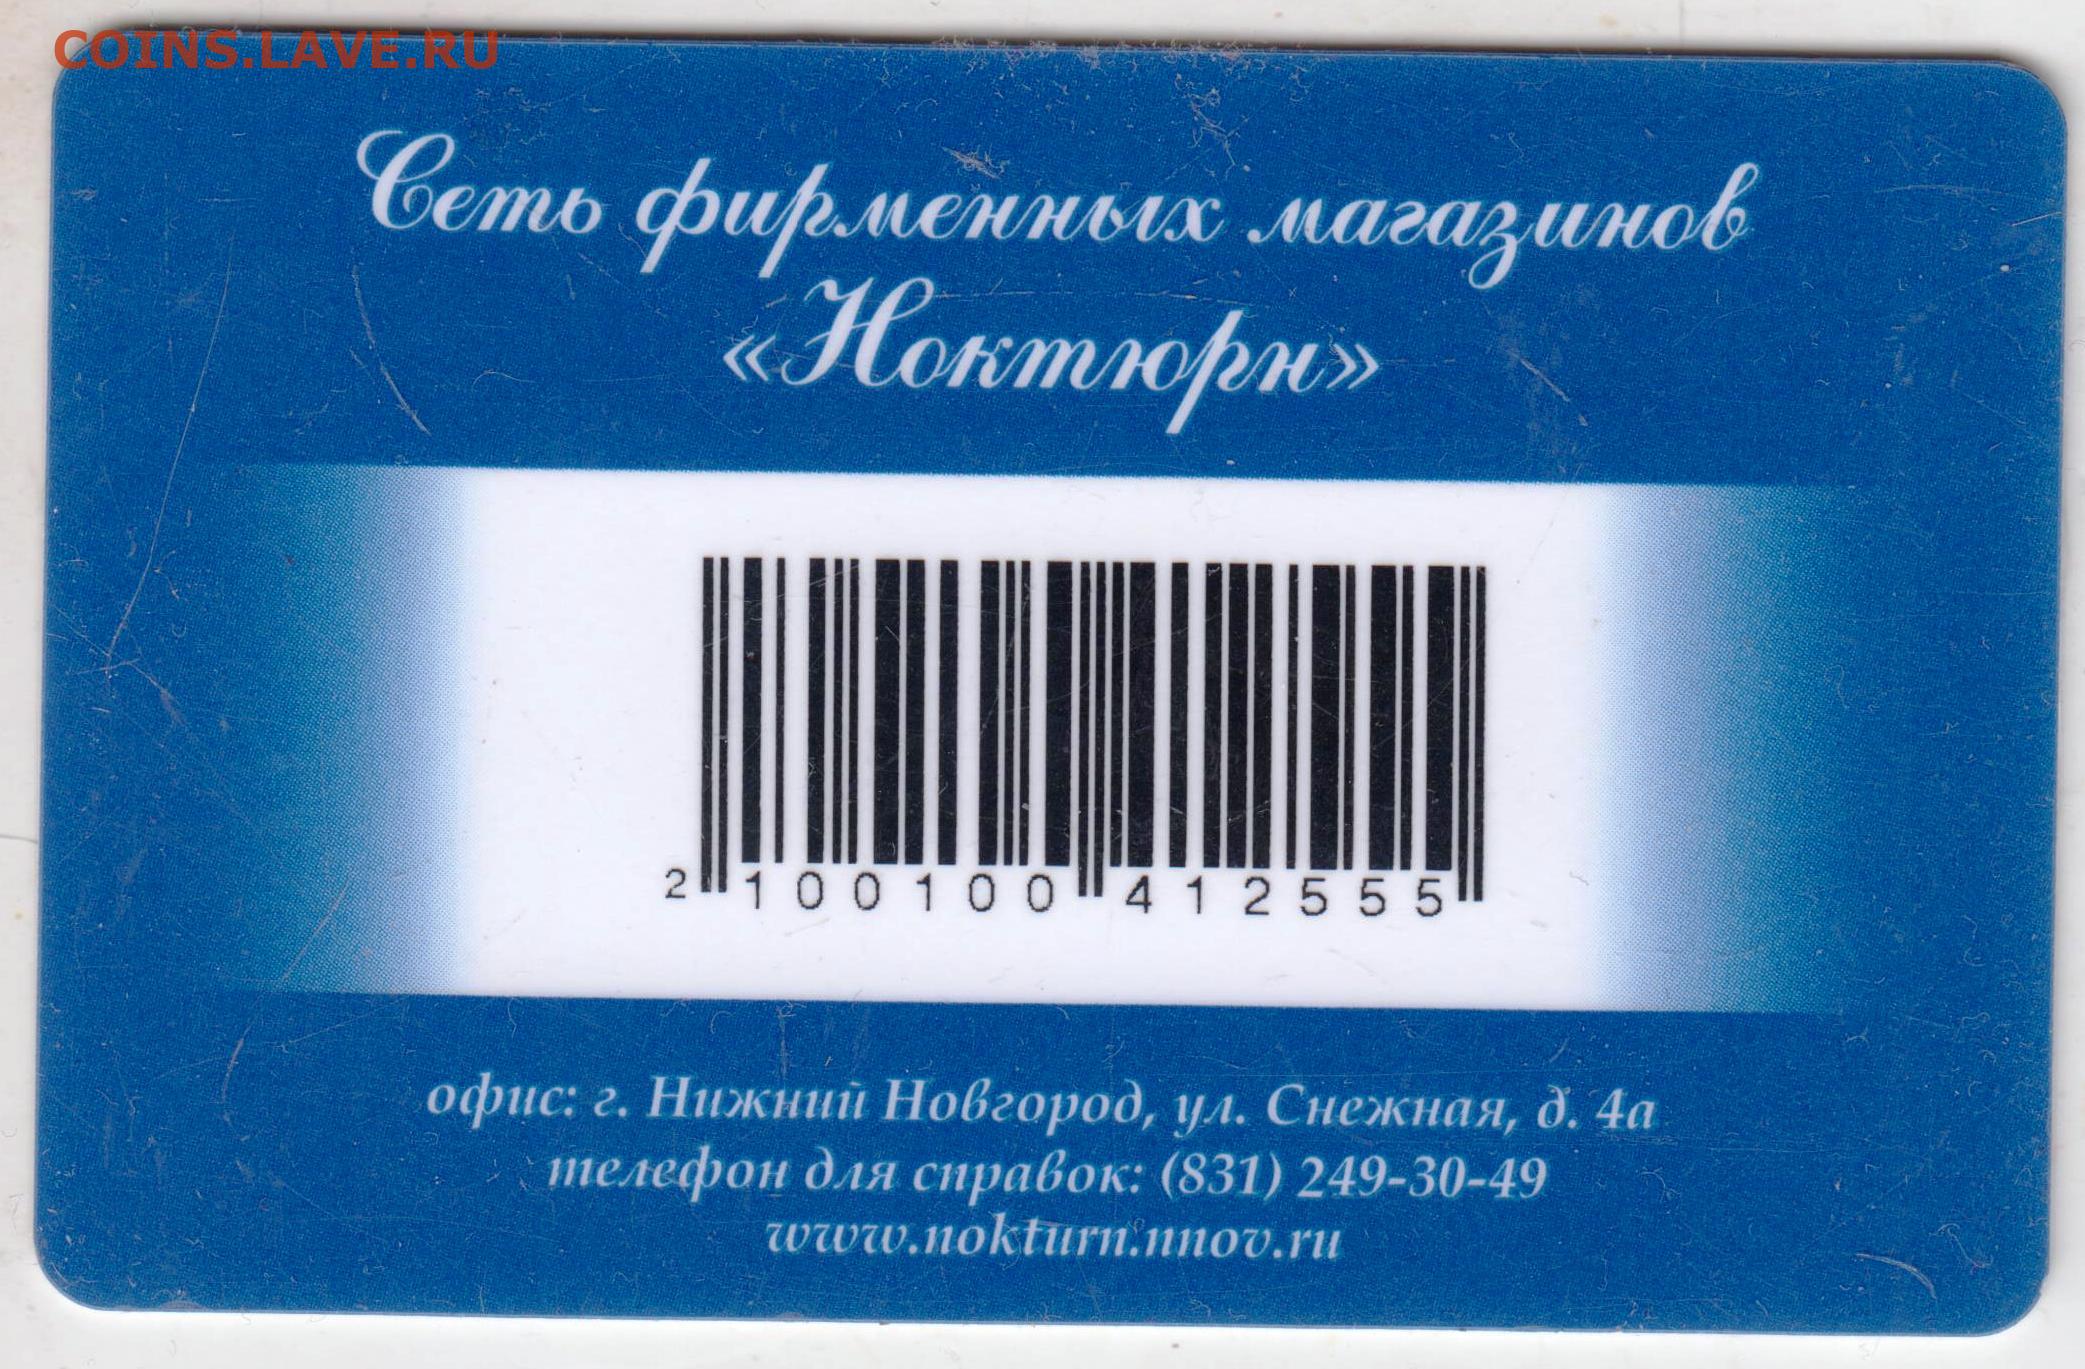 COINS.LAVE.RU
Сеть фирменных магазинов
«Ноктюрн»
2 100100 412555
офис: г. Нижний Новгород, ул. Снежная, д. 4а
телефон для справок: (831) 249-30-49
www.nokturn.nnov.ru